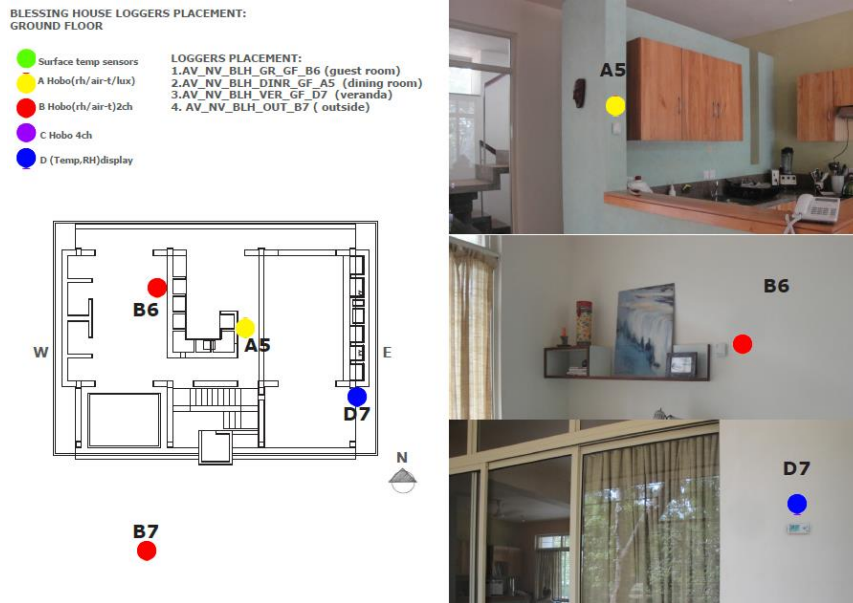 BLESSING HOUSE LOGGERS PLACEMENT:
GROUND FLOOR
Surface temp sensors
A Hobo(rh/air-t/lux)
B Hobo(rh/air-t)2ch
C Hobo 4ch
D (Temp,RH)display
LOGGERS PLACEMENT:
1.AV_NV_BLH_GR_GF_B6 (guest room)
2.AV_NV_BLH_DINR_GF_A5 (dining room)
3.AV_NV_BLH_VER_GF_D7 (veranda)
4. AV_NV_BLH_OUT_B7 ( outside)
B6
A5
W
E
D7
N
B7
A5
B6
D7